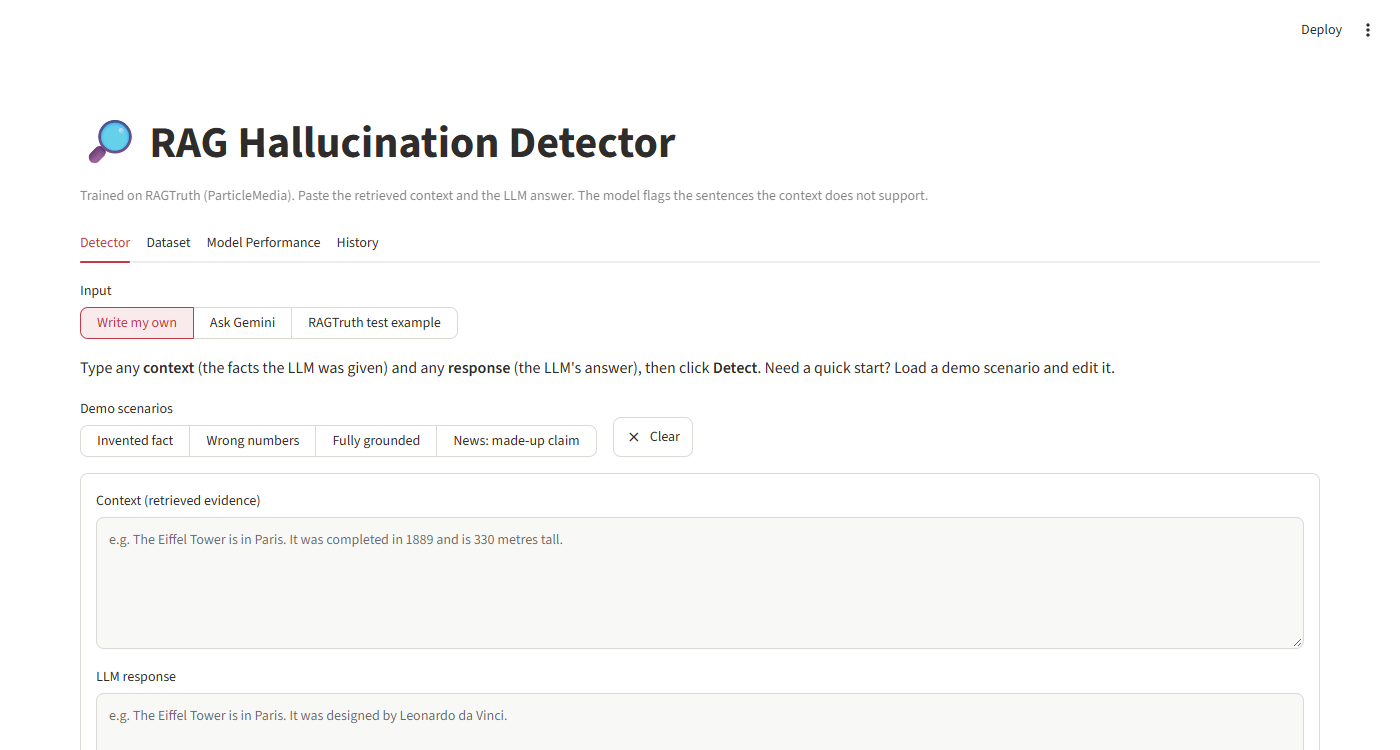 Deploy
RAG Hallucination Detector
Trained on RAGTruth (ParticleMedia). Paste the retrieved context and the LLM answer. The model flags the sentences the context does not support.
Detector Dataset Model Performance History
Input
Write my own Ask Gemini RAGTruth test example
Type any context (the facts the LLM was given) and any response (the LLM's answer), then click Detect. Need a quick start? Load a demo scenario and edit it.
Demo scenarios
Invented fact Wrong numbers Fully grounded News: made-up claim Clear
Context (retrieved evidence)
e.g. The Eiffel Tower is in Paris. It was completed in 1889 and is 330 metres tall.
LLM response
e.g. The Eiffel Tower is in Paris. It was designed by Leonardo da Vinci.